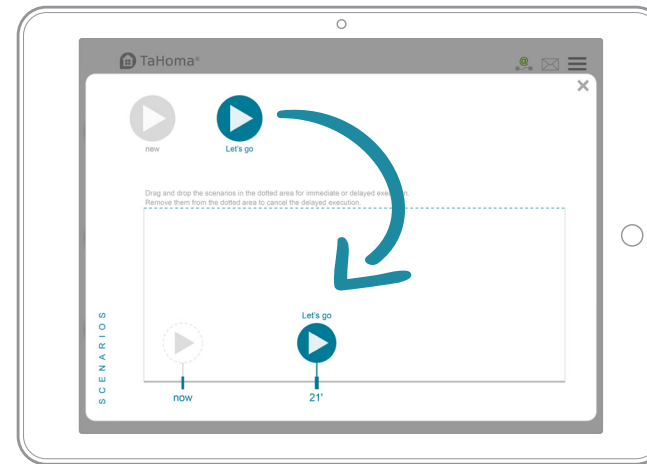 TaHoma®
@
new
Let's go
Drag and drop the scenarios in the dotted area for immediate or delayed execution.
Remove them from the dotted area to cancel the delayed execution.
SCENARIOS
Let's go
now
21'